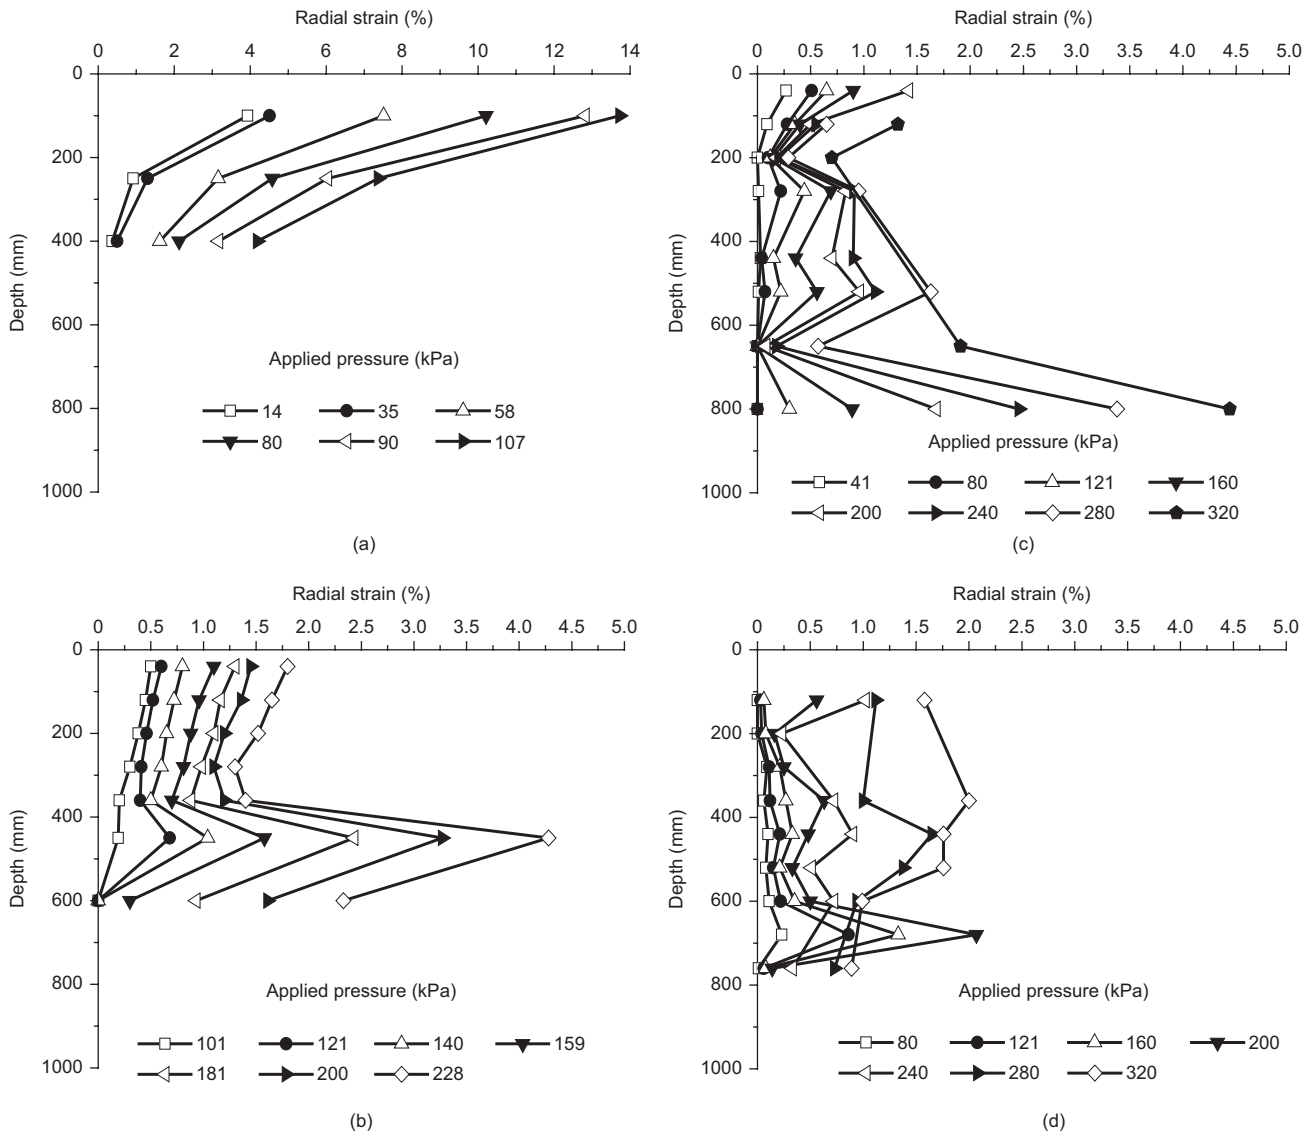 Radial strain (%)
0 2 4 6 8 10 12 14
0
200
400
600
800
1000
Depth (mm)
Applied pressure (kPa)
14 35 58
80 90 107
(a)
Radial strain (%)
0 0.5 1.0 1.5 2.0 2.5 3.0 3.5 4.0 4.5 5.0
0
200
400
600
800
1000
Depth (mm)
Applied pressure (kPa)
41 80 121 160
200 240 280 320
(c)
Radial strain (%)
0 0.5 1.0 1.5 2.0 2.5 3.0 3.5 4.0 4.5 5.0
0
200
400
600
800
1000
Depth (mm)
Applied pressure (kPa)
101 121 140 159
181 200 228
(b)
Radial strain (%)
0 0.5 1.0 1.5 2.0 2.5 3.0 3.5 4.0 4.5 5.0
0
200
400
600
800
1000
Depth (mm)
Applied pressure (kPa)
80 121 160 200
240 280 320
(d)